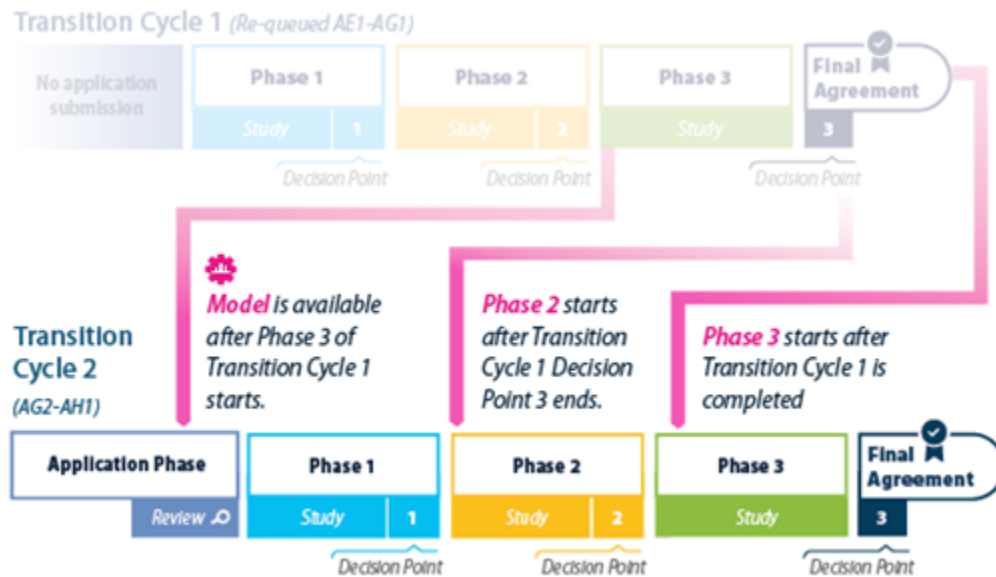 Transition Cycle 1 (Re-queued AE1-AG1)
No application
submission
Phase 1
Study 1
Decision Point
Phase 2
Study 2
Decision Point
Phase 3
Study
Final
Agreement
3
Decision Point
Model is available
after Phase 3 of
Transition Cycle 1
starts.
Phase 2 starts
after Transition
Cycle 1 Decision
Point 3 ends.
Phase 3 starts after
Transition Cycle 1 is
completed
Transition
Cycle 2
(AG2-AH1)
Application Phase
Review
Phase 1
Study 1
Decision Point
Phase 2
Study 2
Decision Point
Phase 3
Study
Final
Agreement
3
Decision Point